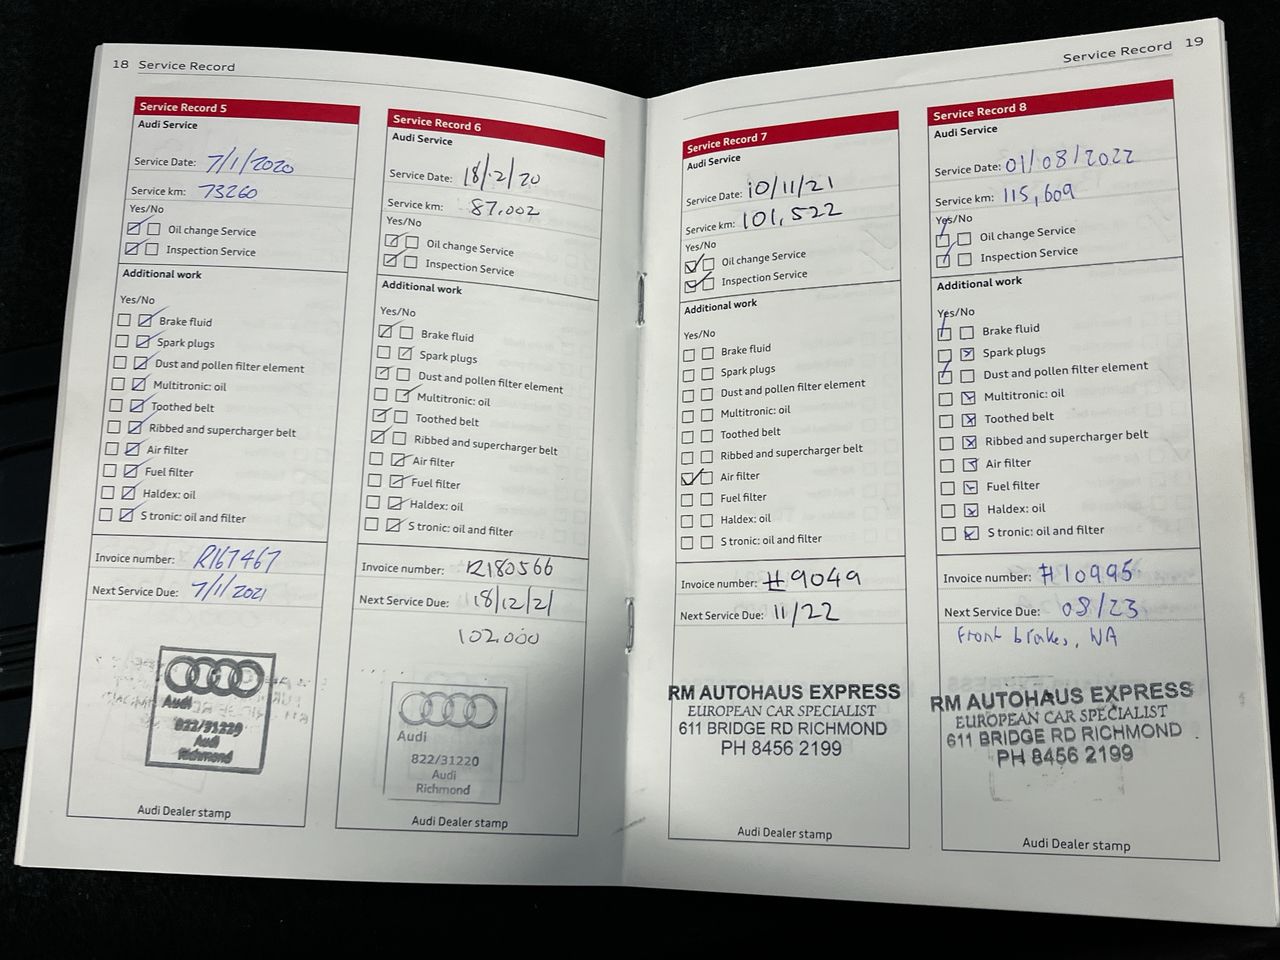 18 Service Record
Service Record 5
Audi Service
Service Date: 7/1/2020
Service km: 73260
Yes/No
Oil change Service
Inspection Service
Additional work
Yes/No
Brake fluid
Spark plugs
Dust and pollen filter element
Multitronic: oil
Toothed belt
Ribbed and supercharger belt
Air filter
Fuel filter
Haldex: oil
S tronic: oil and filter
Invoice number: R167467
Next Service Due: 7/1/2021
Audi
822/31220
Audi
Richmond
Audi Dealer stamp
Service Record 6
Audi Service
Service Date: 18/12/20
Service km: 87,002
Yes/No
Oil change Service
Inspection Service
Additional work
Yes/No
Brake fluid
Spark plugs
Dust and pollen filter element
Multitronic: oil
Toothed belt
Ribbed and supercharger belt
Air filter
Fuel filter
Haldex: oil
S tronic: oil and filter
Invoice number: R180566
Next Service Due: 18/12/21
102.000
Audi
822/31220
Audi
Richmond
Audi Dealer stamp
Service Record 19
Service Record 7
Audi Service
Service Date: 10/11/21
Service km: 101,522
Yes/No
Oil change Service
Inspection Service
Additional work
Yes/No
Brake fluid
Spark plugs
Dust and pollen filter element
Multitronic: oil
Toothed belt
Ribbed and supercharger belt
Air filter
Fuel filter
Haldex: oil
S tronic: oil and filter
Invoice number: #9049
Next Service Due: 11/22
RM AUTOHAUS EXPRESS
EUROPEAN CAR SPECIALIST
611 BRIDGE RD RICHMOND
PH 8456 2199
Audi Dealer stamp
Service Record 8
Audi Service
Service Date: 01/08/2022
Service km: 115,609
Yes/No
Oil change Service
Inspection Service
Additional work
Yes/No
Brake fluid
Spark plugs
Dust and pollen filter element
Multitronic: oil
Toothed belt
Ribbed and supercharger belt
Air filter
Fuel filter
Haldex: oil
S tronic: oil and filter
Invoice number: #10995
Next Service Due: 08/23
Front brakes, WA
RM AUTOHAUS EXPRESS
EUROPEAN CAR SPECIALIST
611 BRIDGE RD RICHMOND
PH 8456 2199
Audi Dealer stamp